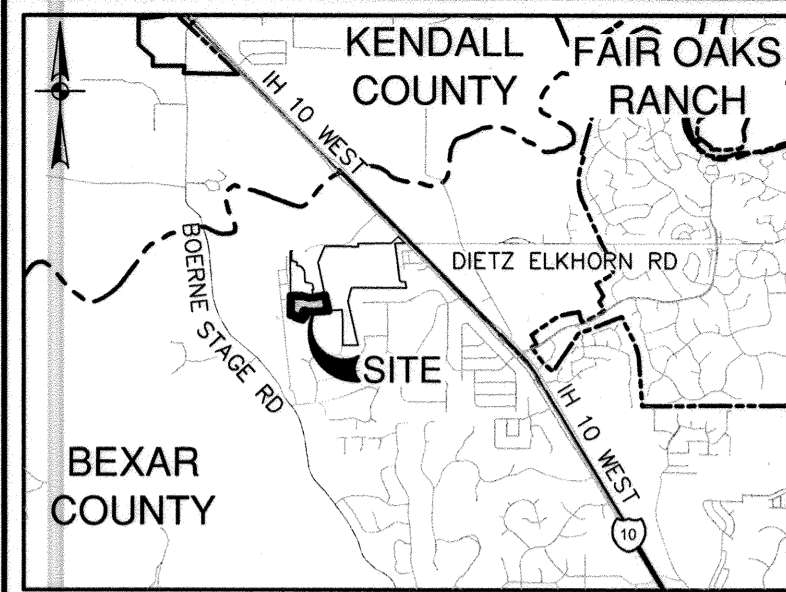 KENDALL
COUNTY
FAIR OAKS
RANCH
IH 10 WEST
BOERNE STAGE RD
DIETZ ELKHORN RD
SITE
IH 10 WEST
BEXAR
COUNTY
10